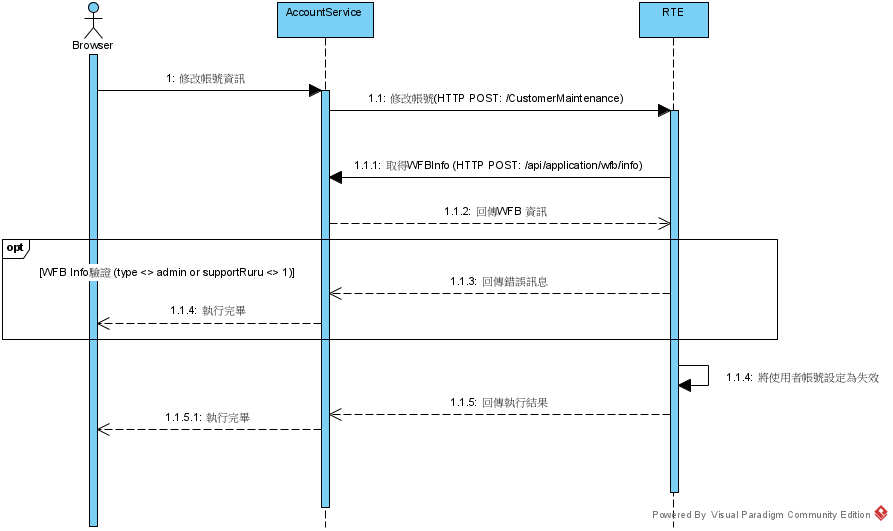 AccountService
RTE
Browser
1: 修改帳號資訊
1.1: 修改帳號(HTTP POST: /CustomerMaintenance)
1.1.1: 取得WFBInfo (HTTP POST: /api/application/wfb/info)
1.1.2: 回傳WFB 資訊
opt
[WFB Info驗證 (type <> admin or supportRuru <> 1)]
1.1.3: 回傳錯誤訊息
1.1.4: 執行完畢
1.1.4: 將使用者帳號設定為失效
1.1.5: 回傳執行結果
1.1.5.1: 執行完畢
Powered By Visual Paradigm Community Edition